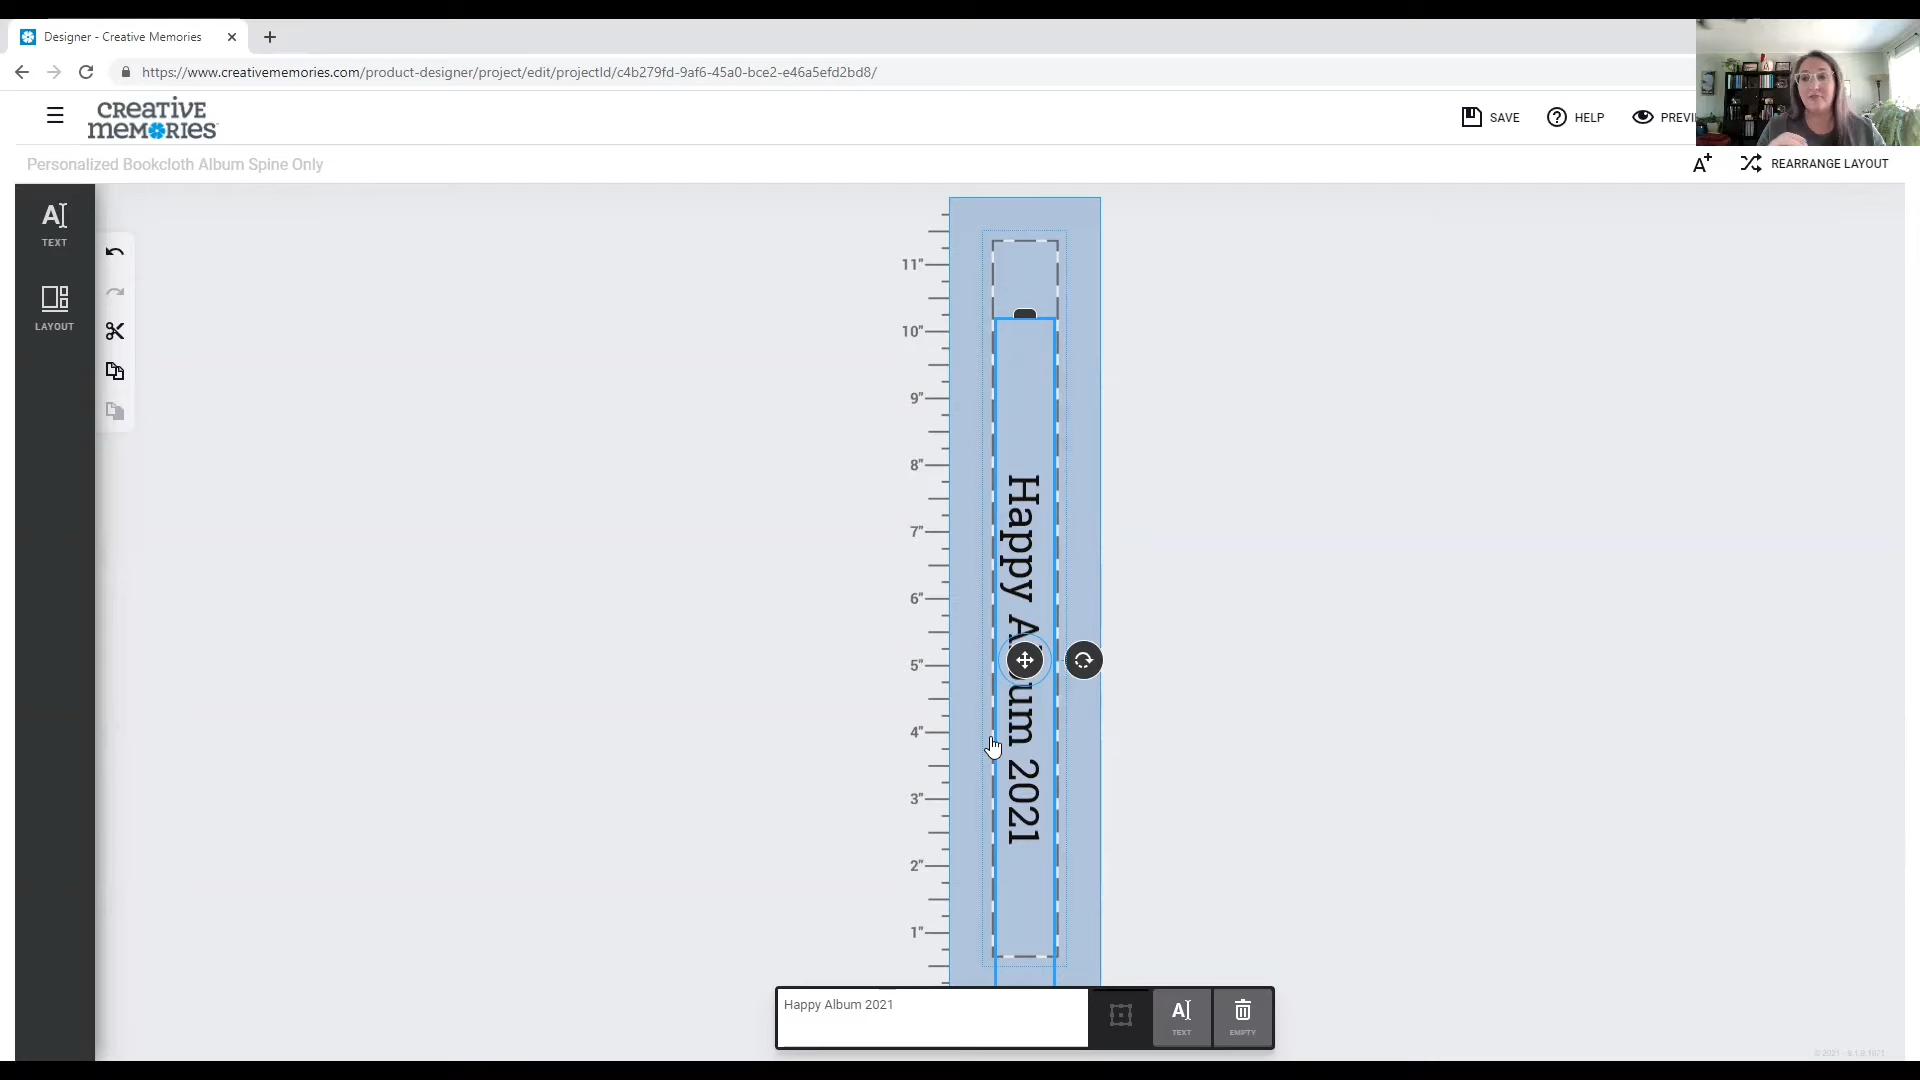 Designer - Creative Memories
https://www.creativememories.com/product-designer/project/edit/projectId/c4b279fd-9af6-45a0-bce2-e46a5efd2bd8/
CREATIVE
MEMORIES
SAVE
HELP
PREVI
Personalized Bookcloth Album Spine Only
A+
REARRANGE LAYOUT
TEXT
LAYOUT
11"
10"
9"
8"
7"
6"
5"
4"
3"
2"
1"
Happy Album 2021
Happy Album 2021
TEXT
EMPTY